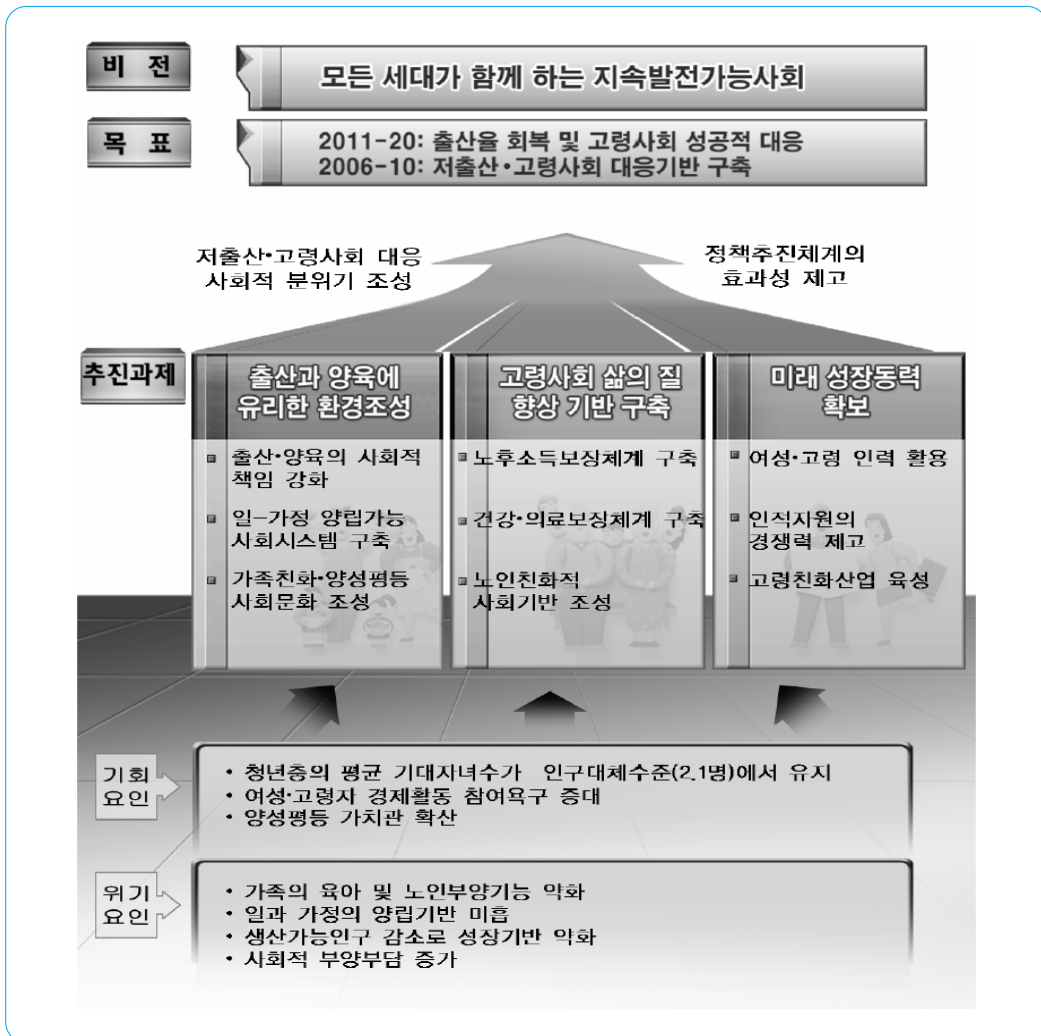 비 전
모든 세대가 함께 하는 지속발전가능사회
목 표
2011-20: 출산율 회복 및 고령사회 성공적 대응
2006-10: 저출산•고령사회 대응기반 구축
저출산•고령사회 대응
사회적 분위기 조성
정책추진체계의
효과성 제고
추진과제
출산과 양육에
유리한 환경조성
출산•양육의 사회적
책임 강화
일-가정 양립가능
사회시스템 구축
가족친화•양성평등
사회문화 조성
고령사회 삶의 질
향상 기반 구축
노후소득보장체계 구축
건강•의료보장체계 구축
노인친화적
사회기반 조성
미래 성장동력
확보
여성•고령 인력 활용
인적자원의
경쟁력 제고
고령친화산업 육성
기회
요인
• 청년층의 평균 기대자녀수가 인구대체수준(2.1명)에서 유지
• 여성•고령자 경제활동 참여욕구 증대
• 양성평등 가치관 확산
위기
요인
• 가족의 육아 및 노인부양기능 약화
• 일과 가정의 양립기반 미흡
• 생산가능인구 감소로 성장기반 약화
• 사회적 부양부담 증가